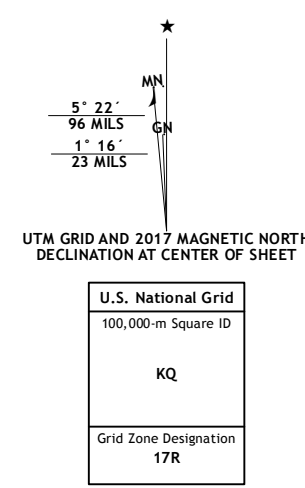 ★
MN
5° 22´
96 MILS
GN
1° 16´
23 MILS
UTM GRID AND 2017 MAGNETIC NORTH
DECLINATION AT CENTER OF SHEET
U.S. National Grid
100,000-m Square ID
KQ
Grid Zone Designation
17R